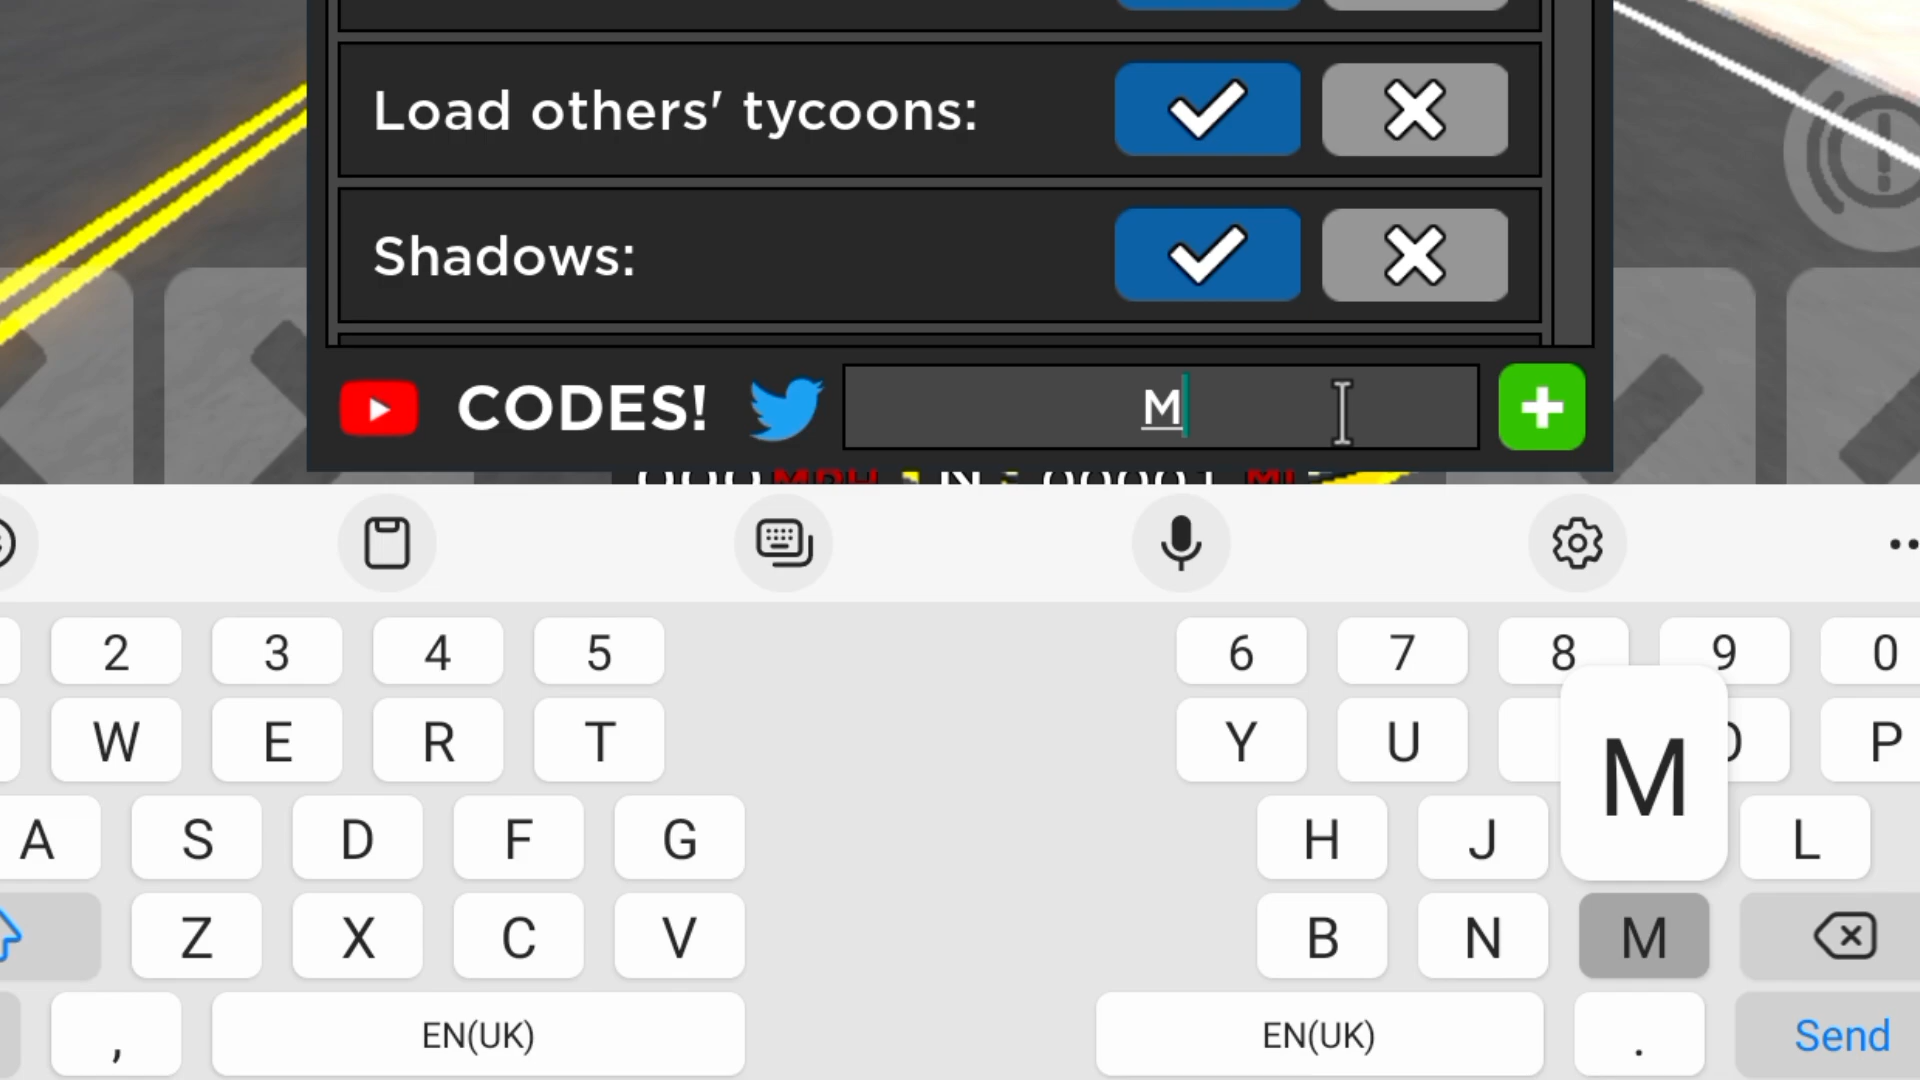 Load others' tycoons:
Shadows:
CODES! M
2 3 4 5 6 7 8 9 0
W E R T Y U P
M
A S D F G H J L
Z X C V B N M
, EN(UK) EN(UK) . Send